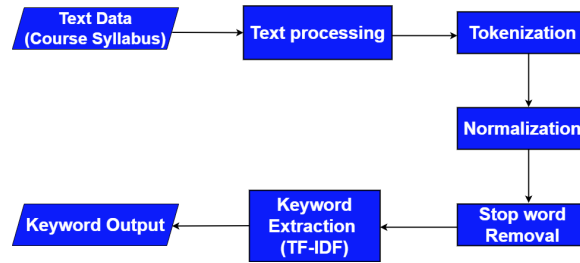 Text Data
(Course Syllabus)
Text processing
Tokenization
Normalization
Stop word
Removal
Keyword
Extraction
(TF-IDF)
Keyword Output